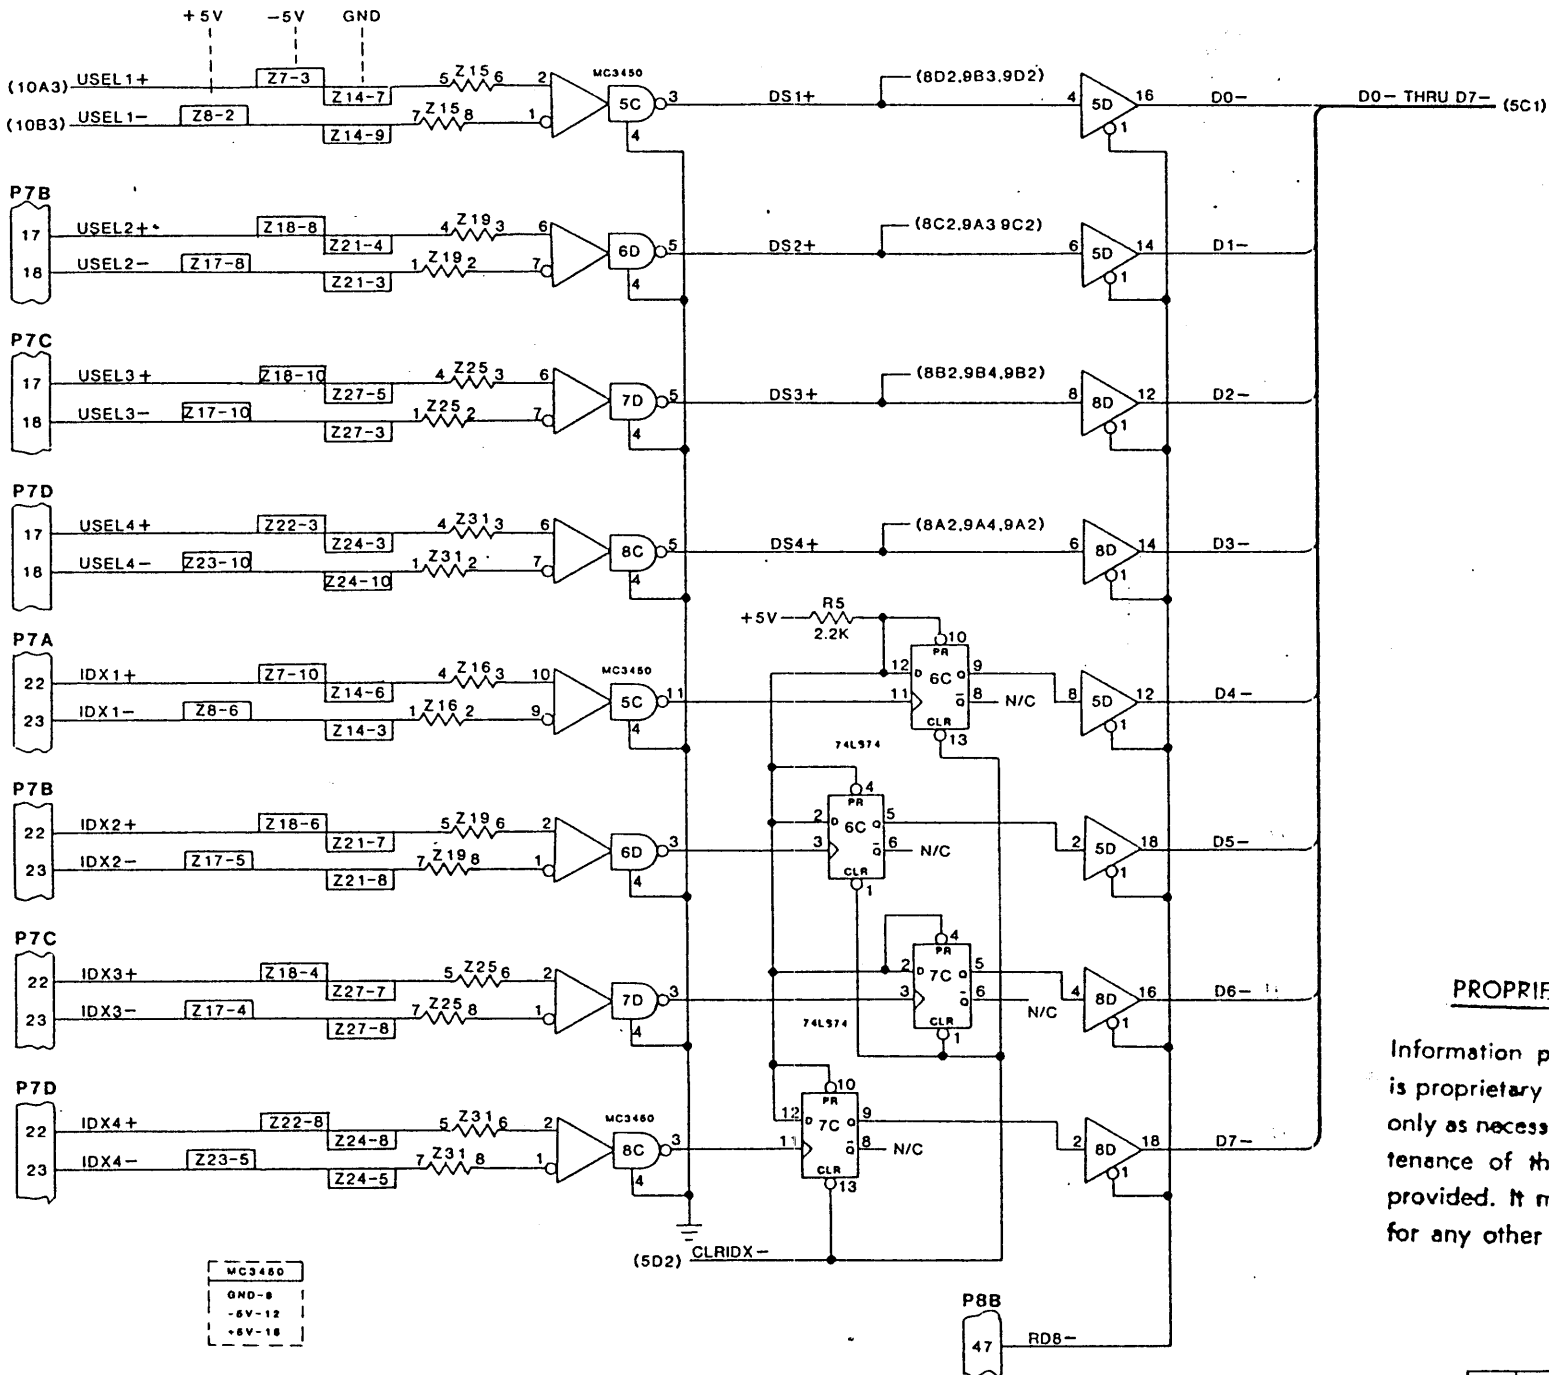 +5V -5V GND
(10A3) USEL1+ Z7-3 Z14-7 5 Z15 6 2 MC3450 5C 3 4 DS1+ (8D2,9B3,9D2) 4 5D 16 1 D0- D0- THRU D7- (5C1)
(10B3) USEL1- Z8-2 Z14-9 7 Z15 8 1
P7B
17 USEL2+ Z18-8 Z21-4 4 Z19 3 6 6D 5 4 DS2+ (8C2,9A3 9C2) 6 5D 14 1 D1-
18 USEL2- Z17-8 Z21-3 1 Z19 2 7
P7C
17 USEL3+ Z18-10 Z27-5 4 Z25 3 6 7D 5 4 DS3+ (8B2,9B4,9B2) 8 8D 12 1 D2-
18 USEL3- Z17-10 Z27-3 1 Z25 2 7
P7D
17 USEL4+ Z22-3 Z24-3 4 Z31 3 6 8C 5 4 DS4+ (8A2,9A4,9A2) 6 8D 14 1 D3-
18 USEL4- Z23-10 Z24-10 1 Z31 2 7
+5V R5 2.2K
P7A
22 IDX1+ Z7-10 Z14-6 4 Z16 3 10 MC3450 5C 11 4 10 PR 12 D 6C Q 9 11 Q 8 N/C CLR 13 8 5D 12 1 D4-
23 IDX1- Z8-6 Z14-3 1 Z16 2 9
74LS74
P7B
22 IDX2+ Z18-6 Z21-7 5 Z19 6 2 6D 3 4 4 PR 2 D 6C Q 5 3 Q 6 N/C CLR 1 2 5D 18 1 D5-
23 IDX2- Z17-5 Z21-8 7 Z19 8 1
P7C
22 IDX3+ Z18-4 Z27-7 5 Z25 6 2 7D 3 4 4 PR 2 D 7C Q 5 3 Q 6 N/C CLR 1 4 8D 16 1 D6-
23 IDX3- Z17-4 Z27-8 7 Z25 8 1
74LS74
P7D
22 IDX4+ Z22-8 Z24-8 5 Z31 6 2 MC3450 8C 3 4 10 PR 12 D 7C Q 9 11 Q 8 N/C CLR 13 2 8D 18 1 D7-
23 IDX4- Z23-5 Z24-5 7 Z31 8 1
(5D2) CLRIDX-
MC3450
GND-8
-5V-12
+5V-16
P8B
47 RD8-
PROPRI
Information p
is proprietary
only as necess
tenance of th
provided. It m
for any other